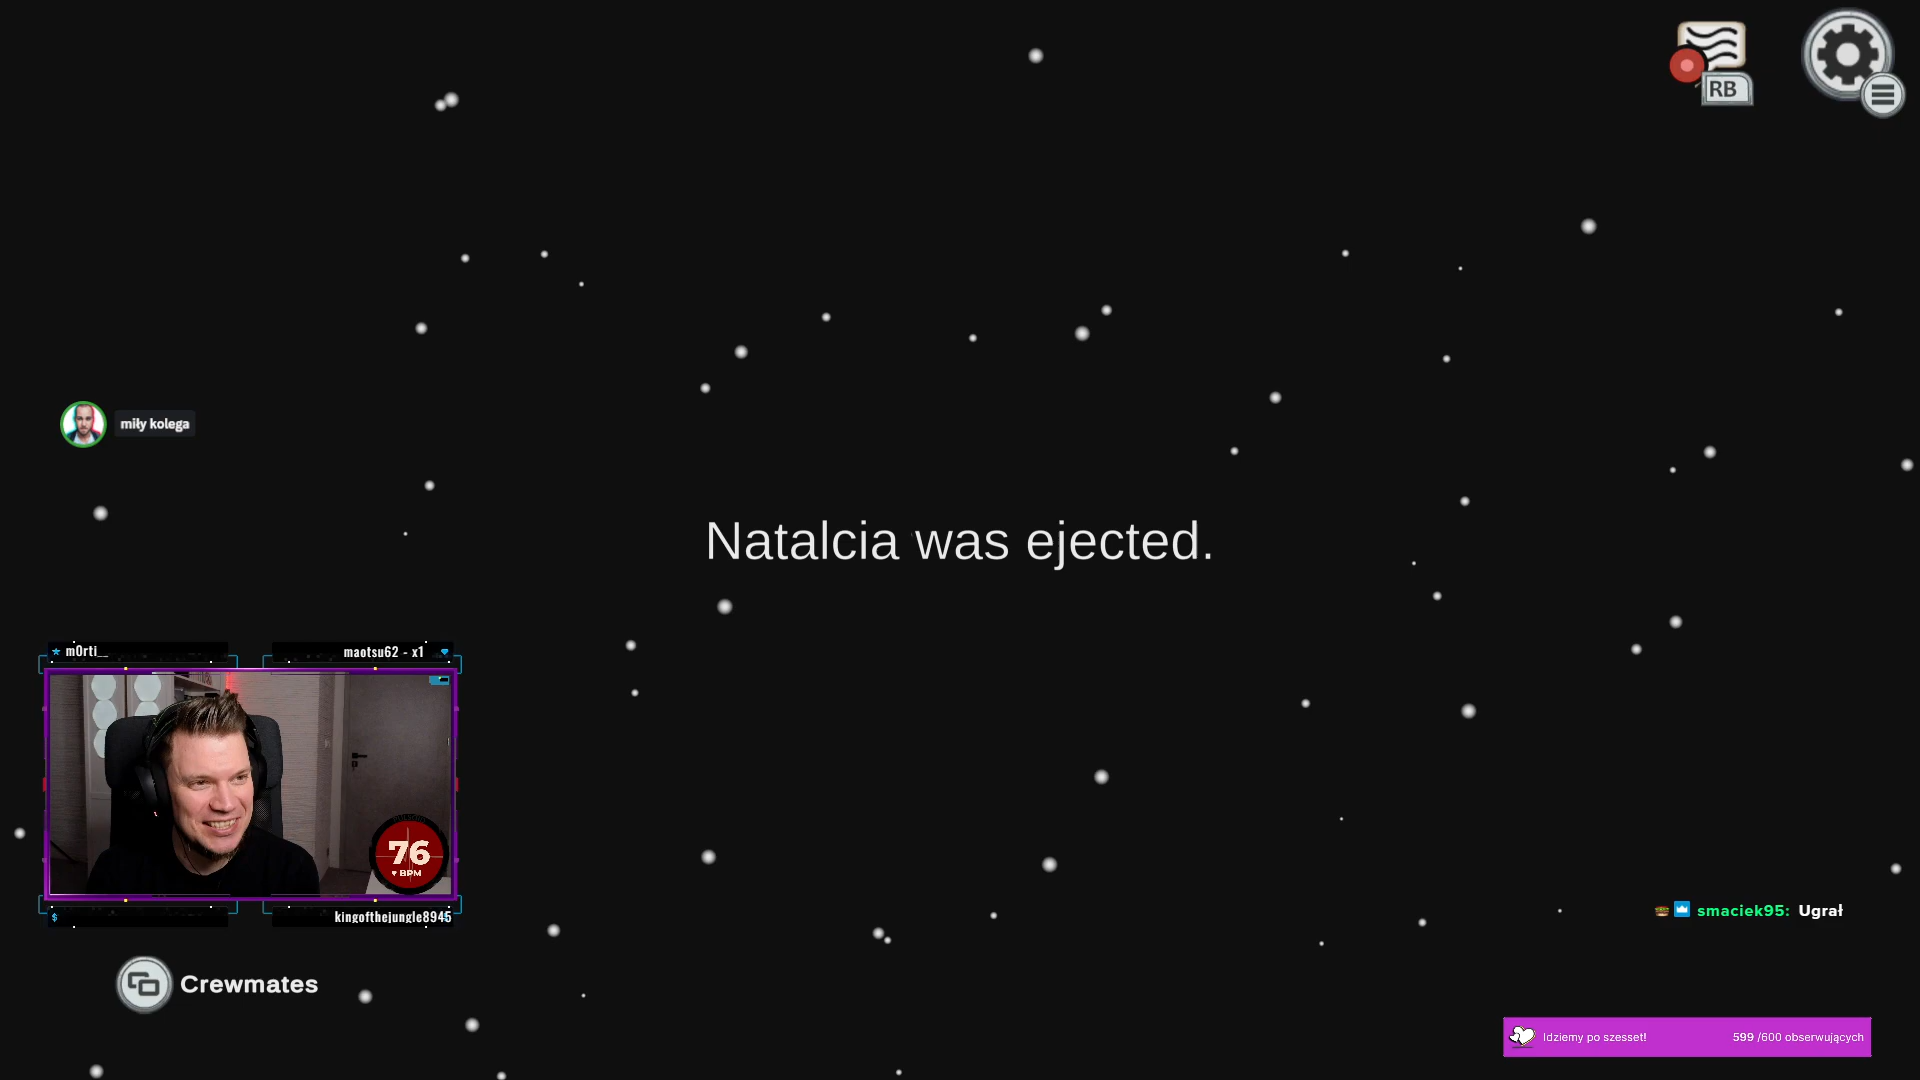 RB
miły kolega
Natalcia was ejected.
m0rti__
maotsu62 - x1
76
BPM
$
kingofthejungle8945
smaciek95: Ugrał
Crewmates
Idziemy po szesset!
599 /600 obserwujących